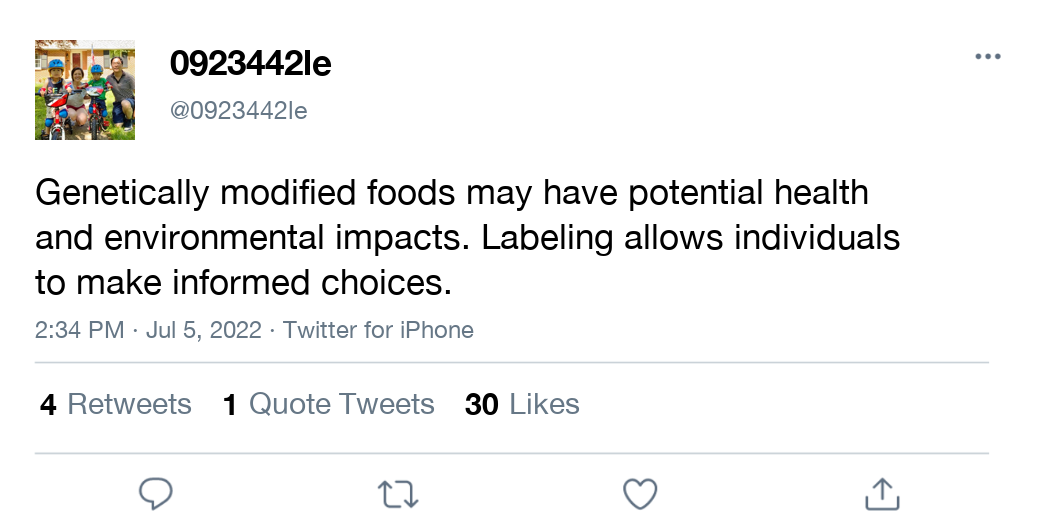 0923442le
@0923442le
Genetically modified foods may have potential health
and environmental impacts. Labeling allows individuals
to make informed choices.
2:34 PM · Jul 5, 2022 · Twitter for iPhone
4 Retweets 1 Quote Tweets 30 Likes